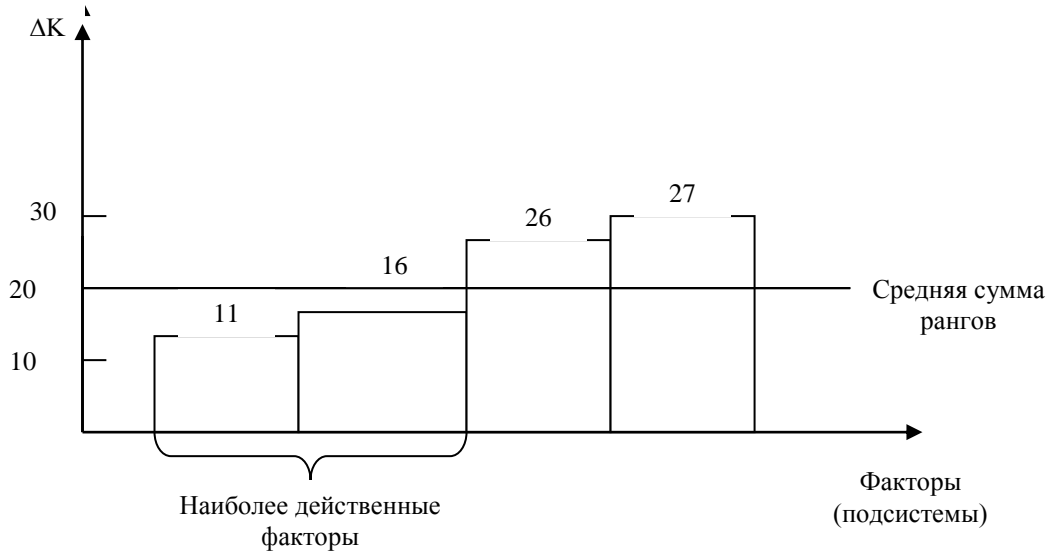 ΔK
30
20
10
11
16
26
27
Средняя сумма
рангов
Наиболее действенные
факторы
Факторы
(подсистемы)